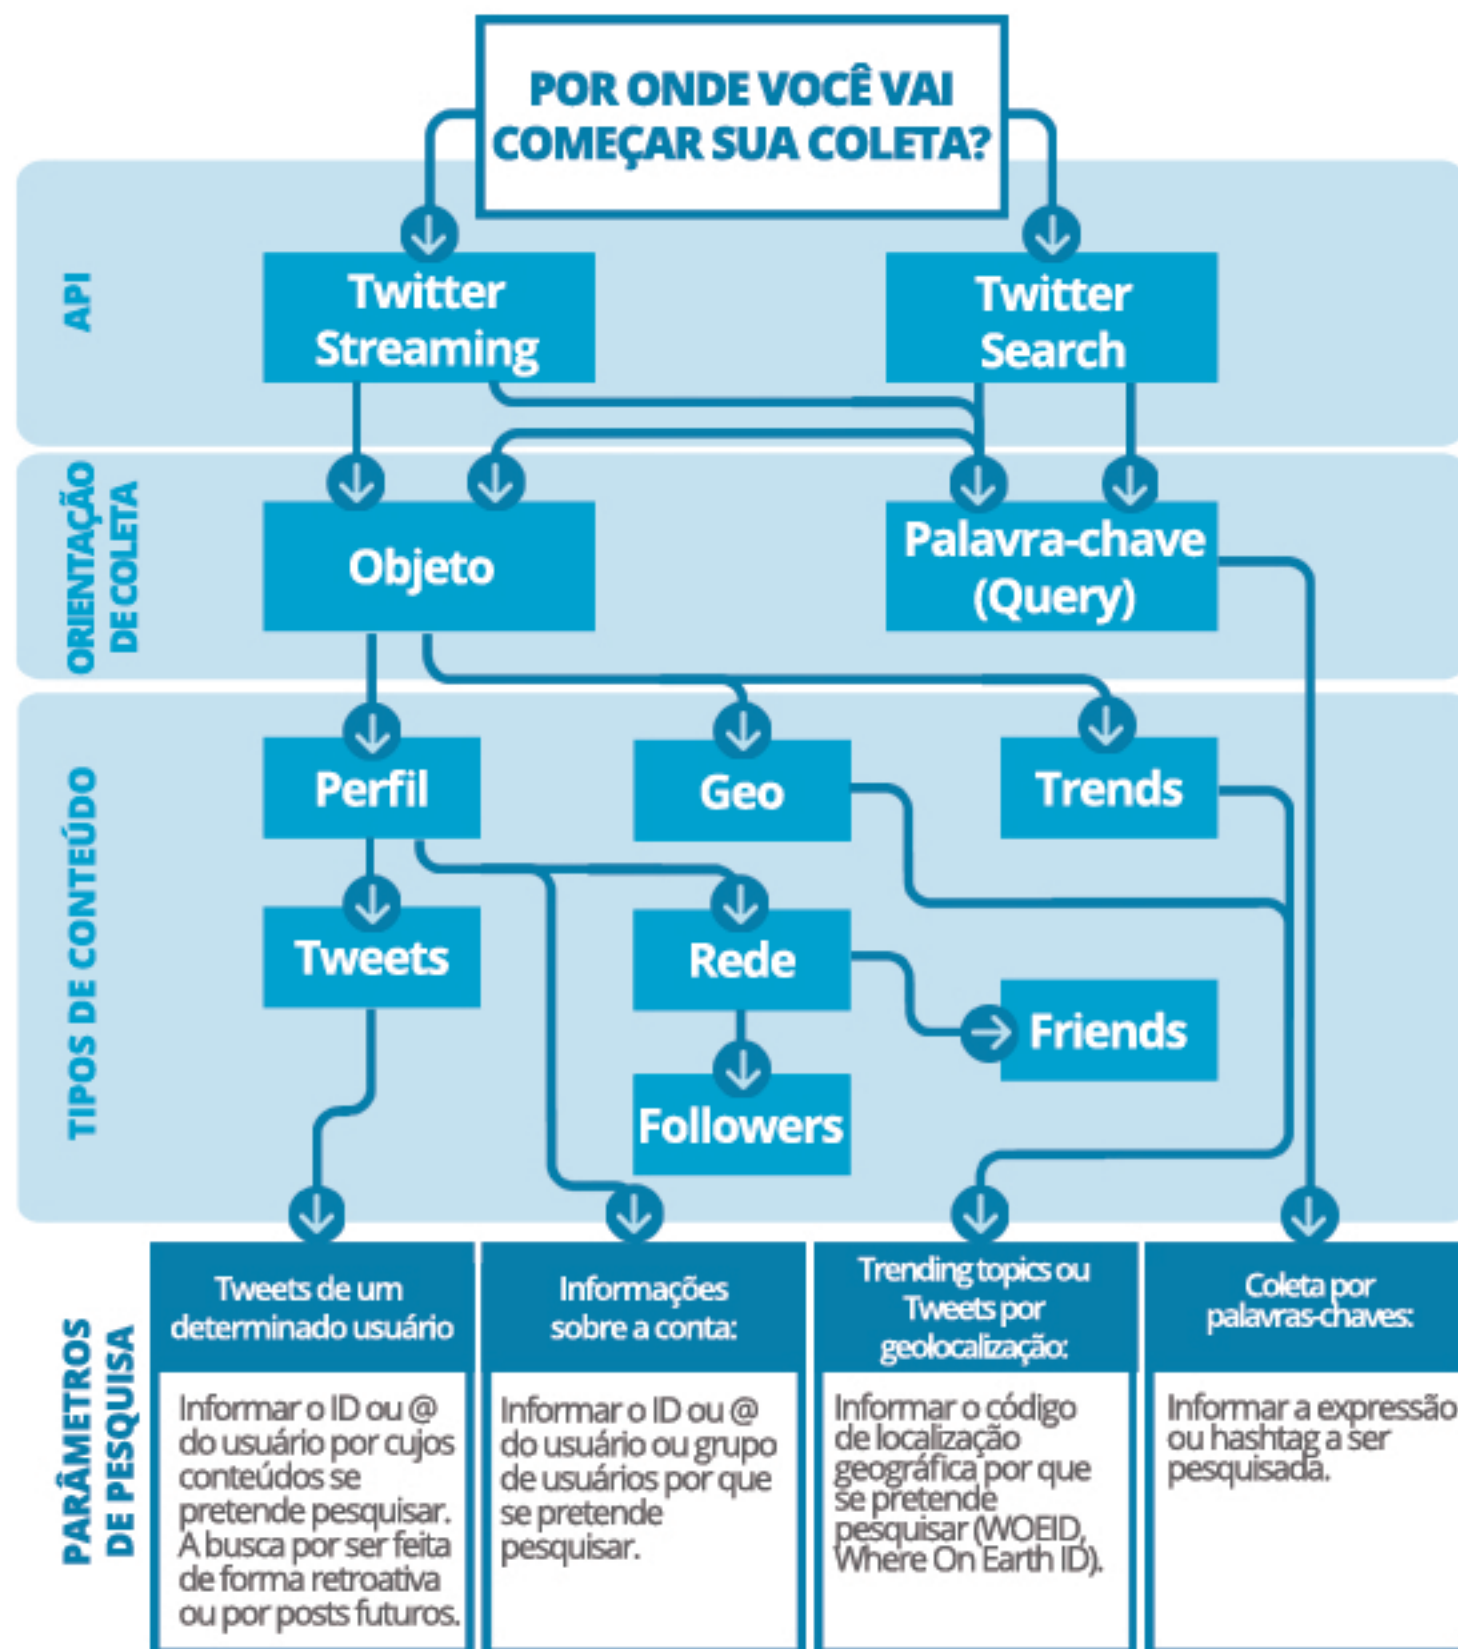 POR ONDE VOCÊ VAI
COMEÇAR SUA COLETA?
API
Twitter
Streaming
Twitter
Search
ORIENTAÇÃO
DE COLETA
Objeto
Palavra-chave
(Query)
TIPOS DE CONTEÚDO
Perfil
Geo
Trends
Tweets
Rede
Friends
Followers
PARÂMETROS
DE PESQUISA
Tweets de um
determinado usuário
Informar o ID ou @
do usuário por cujos
conteúdos se
pretende pesquisar.
A busca por ser feita
de forma retroativa
ou por posts futuros.
Informações
sobre a conta:
Informar o ID ou @
do usuário ou grupo
de usuários por que
se pretende
pesquisar.
Trending topics ou
Tweets por
geolocalização:
Informar o código
de localização
geográfica por que
se pretende
pesquisar (WOEID,
Where On Earth ID).
Coleta por
palavras-chaves:
Informar a expressão
ou hashtag a ser
pesquisada.